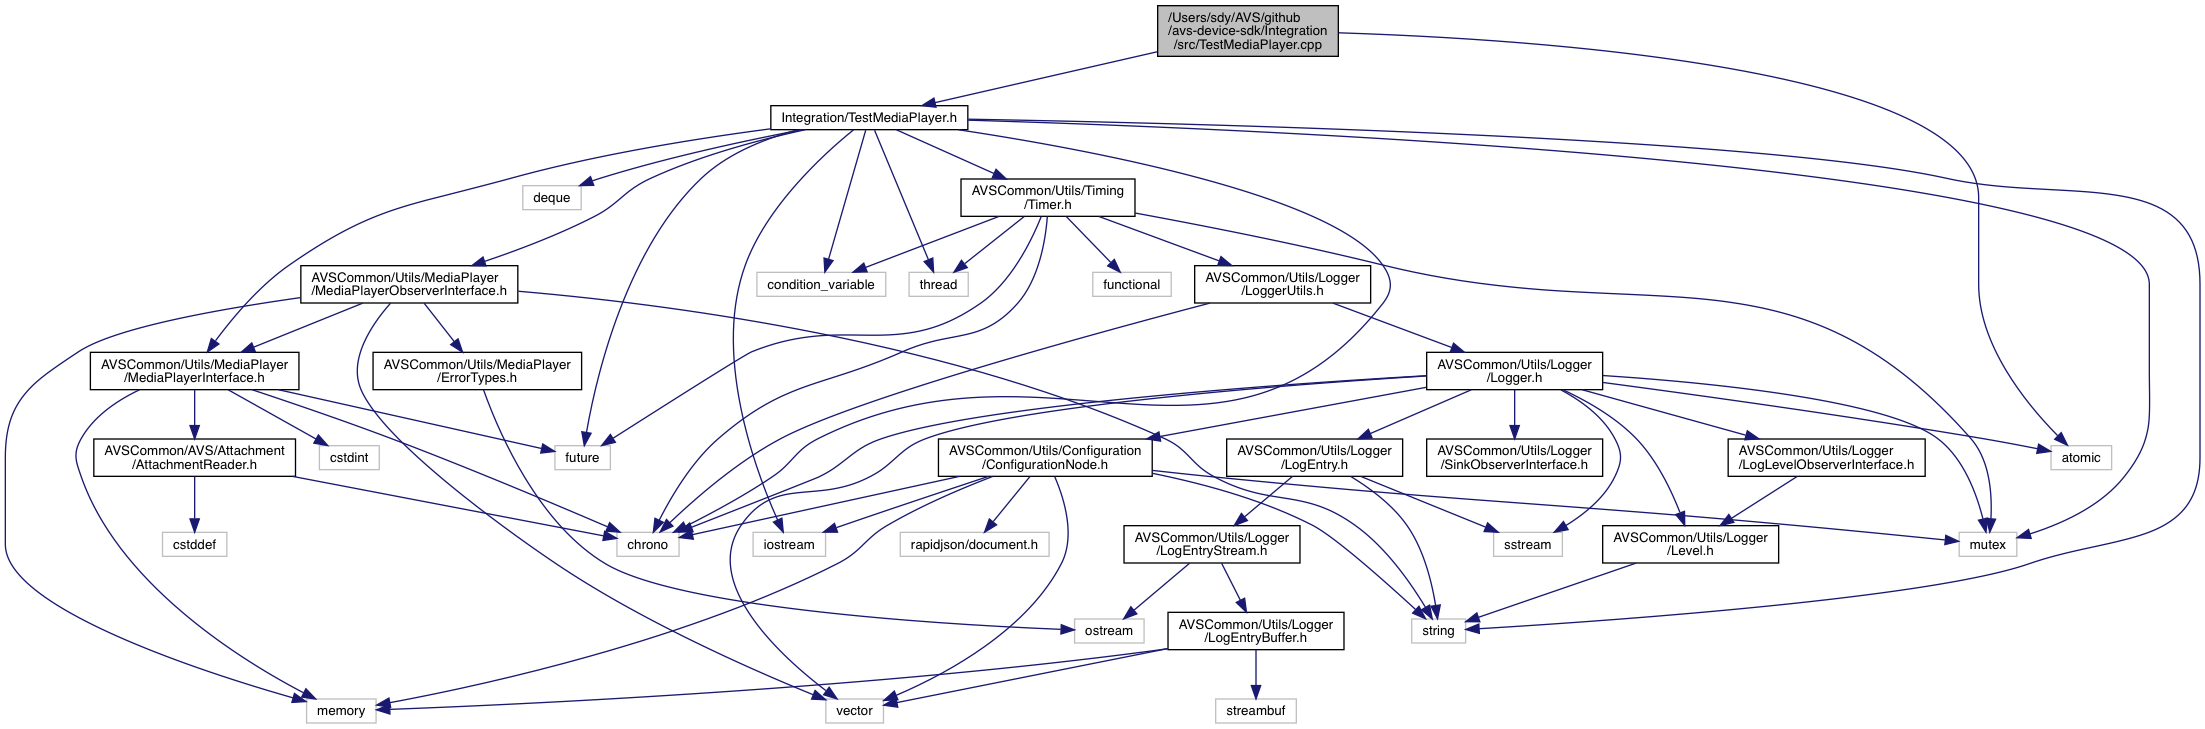 /Users/sdy/AVS/github
/avs-device-sdk/Integration
/src/TestMediaPlayer.cpp
Integration/TestMediaPlayer.h
deque
AVSCommon/Utils/Timing
/Timer.h
AVSCommon/Utils/MediaPlayer
/MediaPlayerObserverInterface.h
condition_variable
thread
functional
AVSCommon/Utils/Logger
/LoggerUtils.h
AVSCommon/Utils/MediaPlayer
/MediaPlayerInterface.h
AVSCommon/Utils/MediaPlayer
/ErrorTypes.h
AVSCommon/Utils/Logger
/Logger.h
AVSCommon/AVS/Attachment
/AttachmentReader.h
cstdint
future
AVSCommon/Utils/Configuration
/ConfigurationNode.h
AVSCommon/Utils/Logger
/LogEntry.h
AVSCommon/Utils/Logger
/SinkObserverInterface.h
AVSCommon/Utils/Logger
/LogLevelObserverInterface.h
atomic
cstddef
chrono
iostream
rapidjson/document.h
AVSCommon/Utils/Logger
/LogEntryStream.h
sstream
AVSCommon/Utils/Logger
/Level.h
mutex
ostream
AVSCommon/Utils/Logger
/LogEntryBuffer.h
string
memory
vector
streambuf